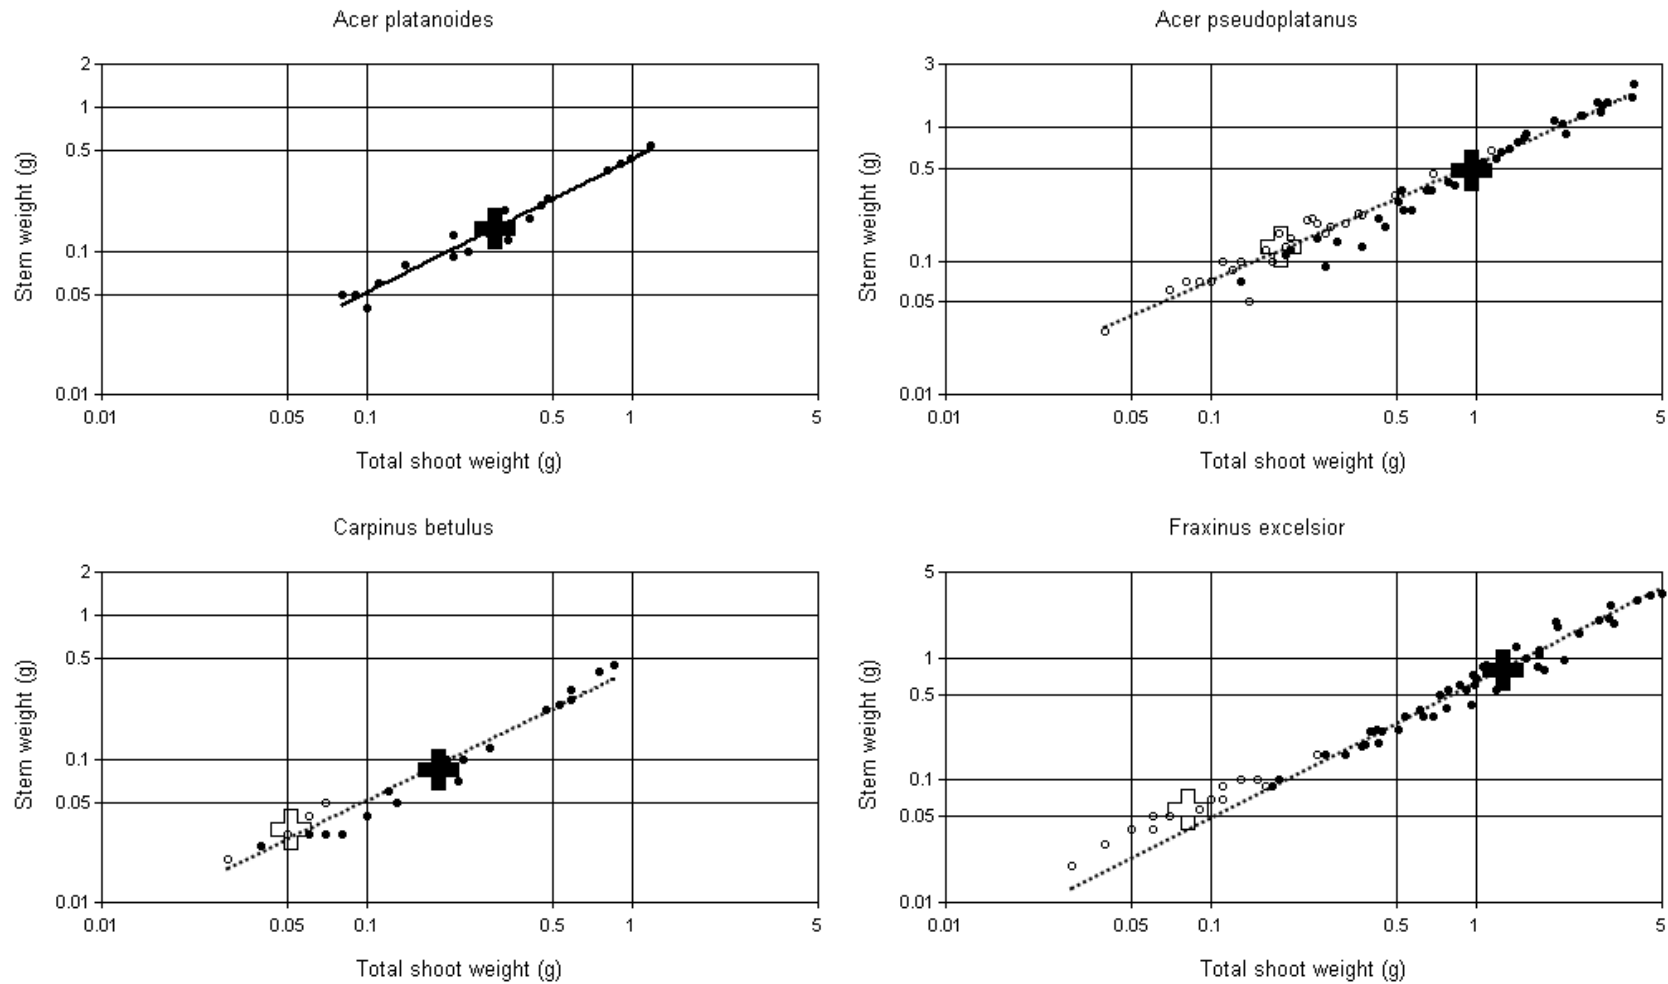 Acer platanoides
2
1
0.5
0.1
0.05
0.01
0.01 0.05 0.1 0.5 1 5
Stem weight (g)
Total shoot weight (g)
Acer pseudoplatanus
3
1
0.5
0.1
0.05
0.01
0.01 0.05 0.1 0.5 1 5
Stem weight (g)
Total shoot weight (g)
Carpinus betulus
2
1
0.5
0.1
0.05
0.01
0.01 0.05 0.1 0.5 1 5
Stem weight (g)
Total shoot weight (g)
Fraxinus excelsior
5
1
0.5
0.1
0.05
0.01
0.01 0.05 0.1 0.5 1 5
Stem weight (g)
Total shoot weight (g)